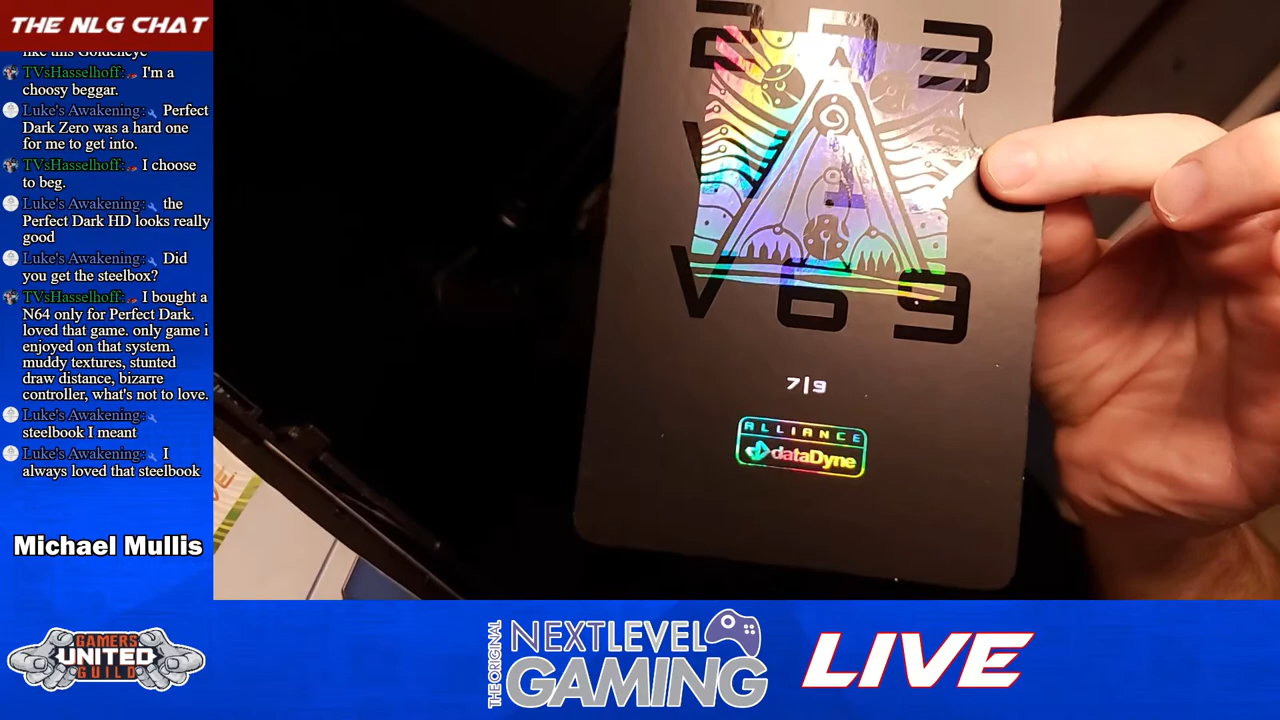 THE NLG CHAT
like this Goldeneye
TVsHasselhoff: I'm a
choosy beggar.
Luke's Awakening: Perfect
Dark Zero was a hard one
for me to get into.
TVsHasselhoff: I choose
to beg.
Luke's Awakening: the
Perfect Dark HD looks really
good
Luke's Awakening: Did
you get the steelbox?
TVsHasselhoff: I bought a
N64 only for Perfect Dark.
loved that game. only game i
enjoyed on that system.
muddy textures, stunted
draw distance, bizarre
controller, what's not to love.
Luke's Awakening:
steelbook I meant
Luke's Awakening: I
always loved that steelbook
Michael Mullis
GAMERS
UNITED
GUILD
V69
7|9
ALLIANCE
dataDyne
THE ORIGINAL
NEXT LEVEL
GAMING
LIVE